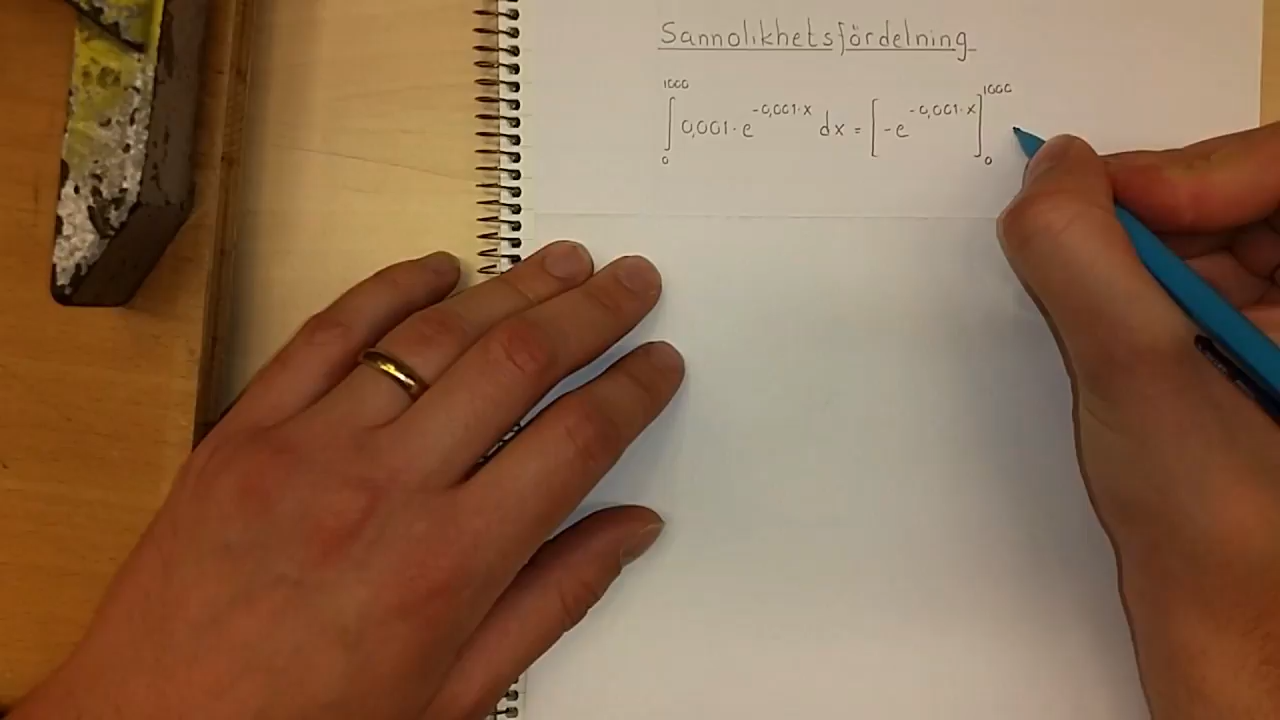 Sannolikhetsfördelning
∫₀¹⁰⁰⁰ 0,001·e^(-0,001·x) dx = [-e^(-0,001·x)]₀¹⁰⁰⁰